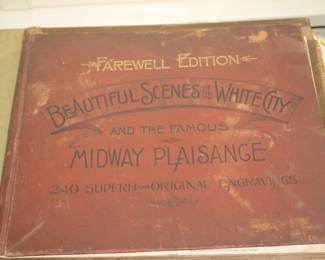 FAREWELL EDITION
BEAUTIFUL SCENES OF THE WHITE CITY
AND THE FAMOUS
MIDWAY PLAISANCE
240 SUPERB AND ORIGINAL ENGRAVINGS